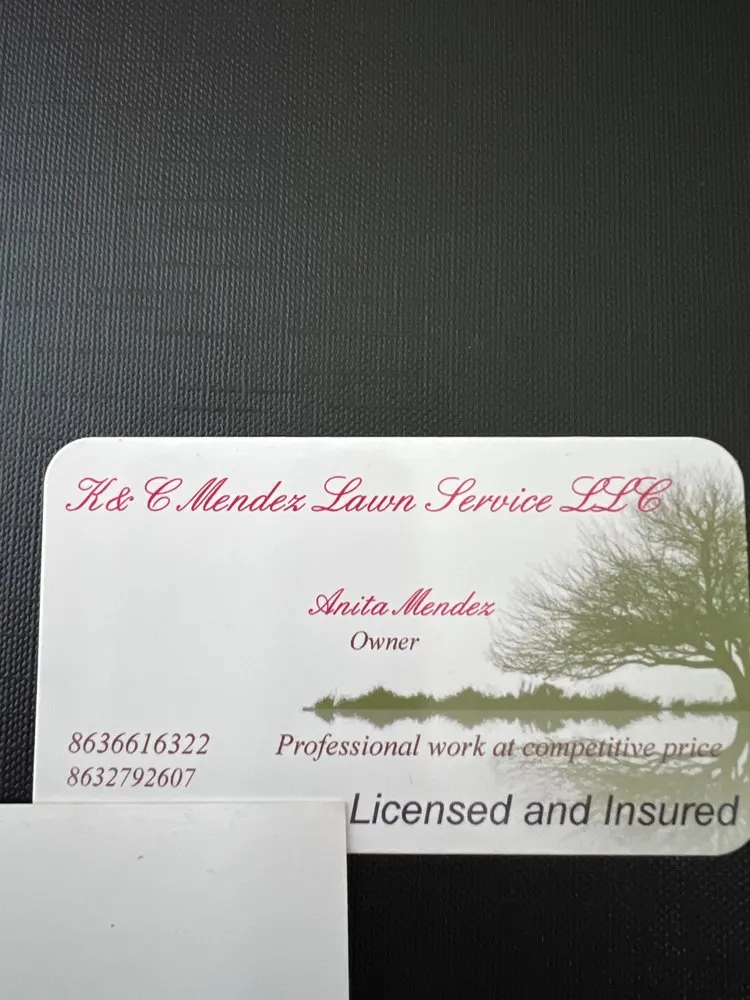 K & C Mendez Lawn Service LLC
Anita Mendez
Owner
8636616322
Professional work at competitive price
8632792607
Licensed and Insured